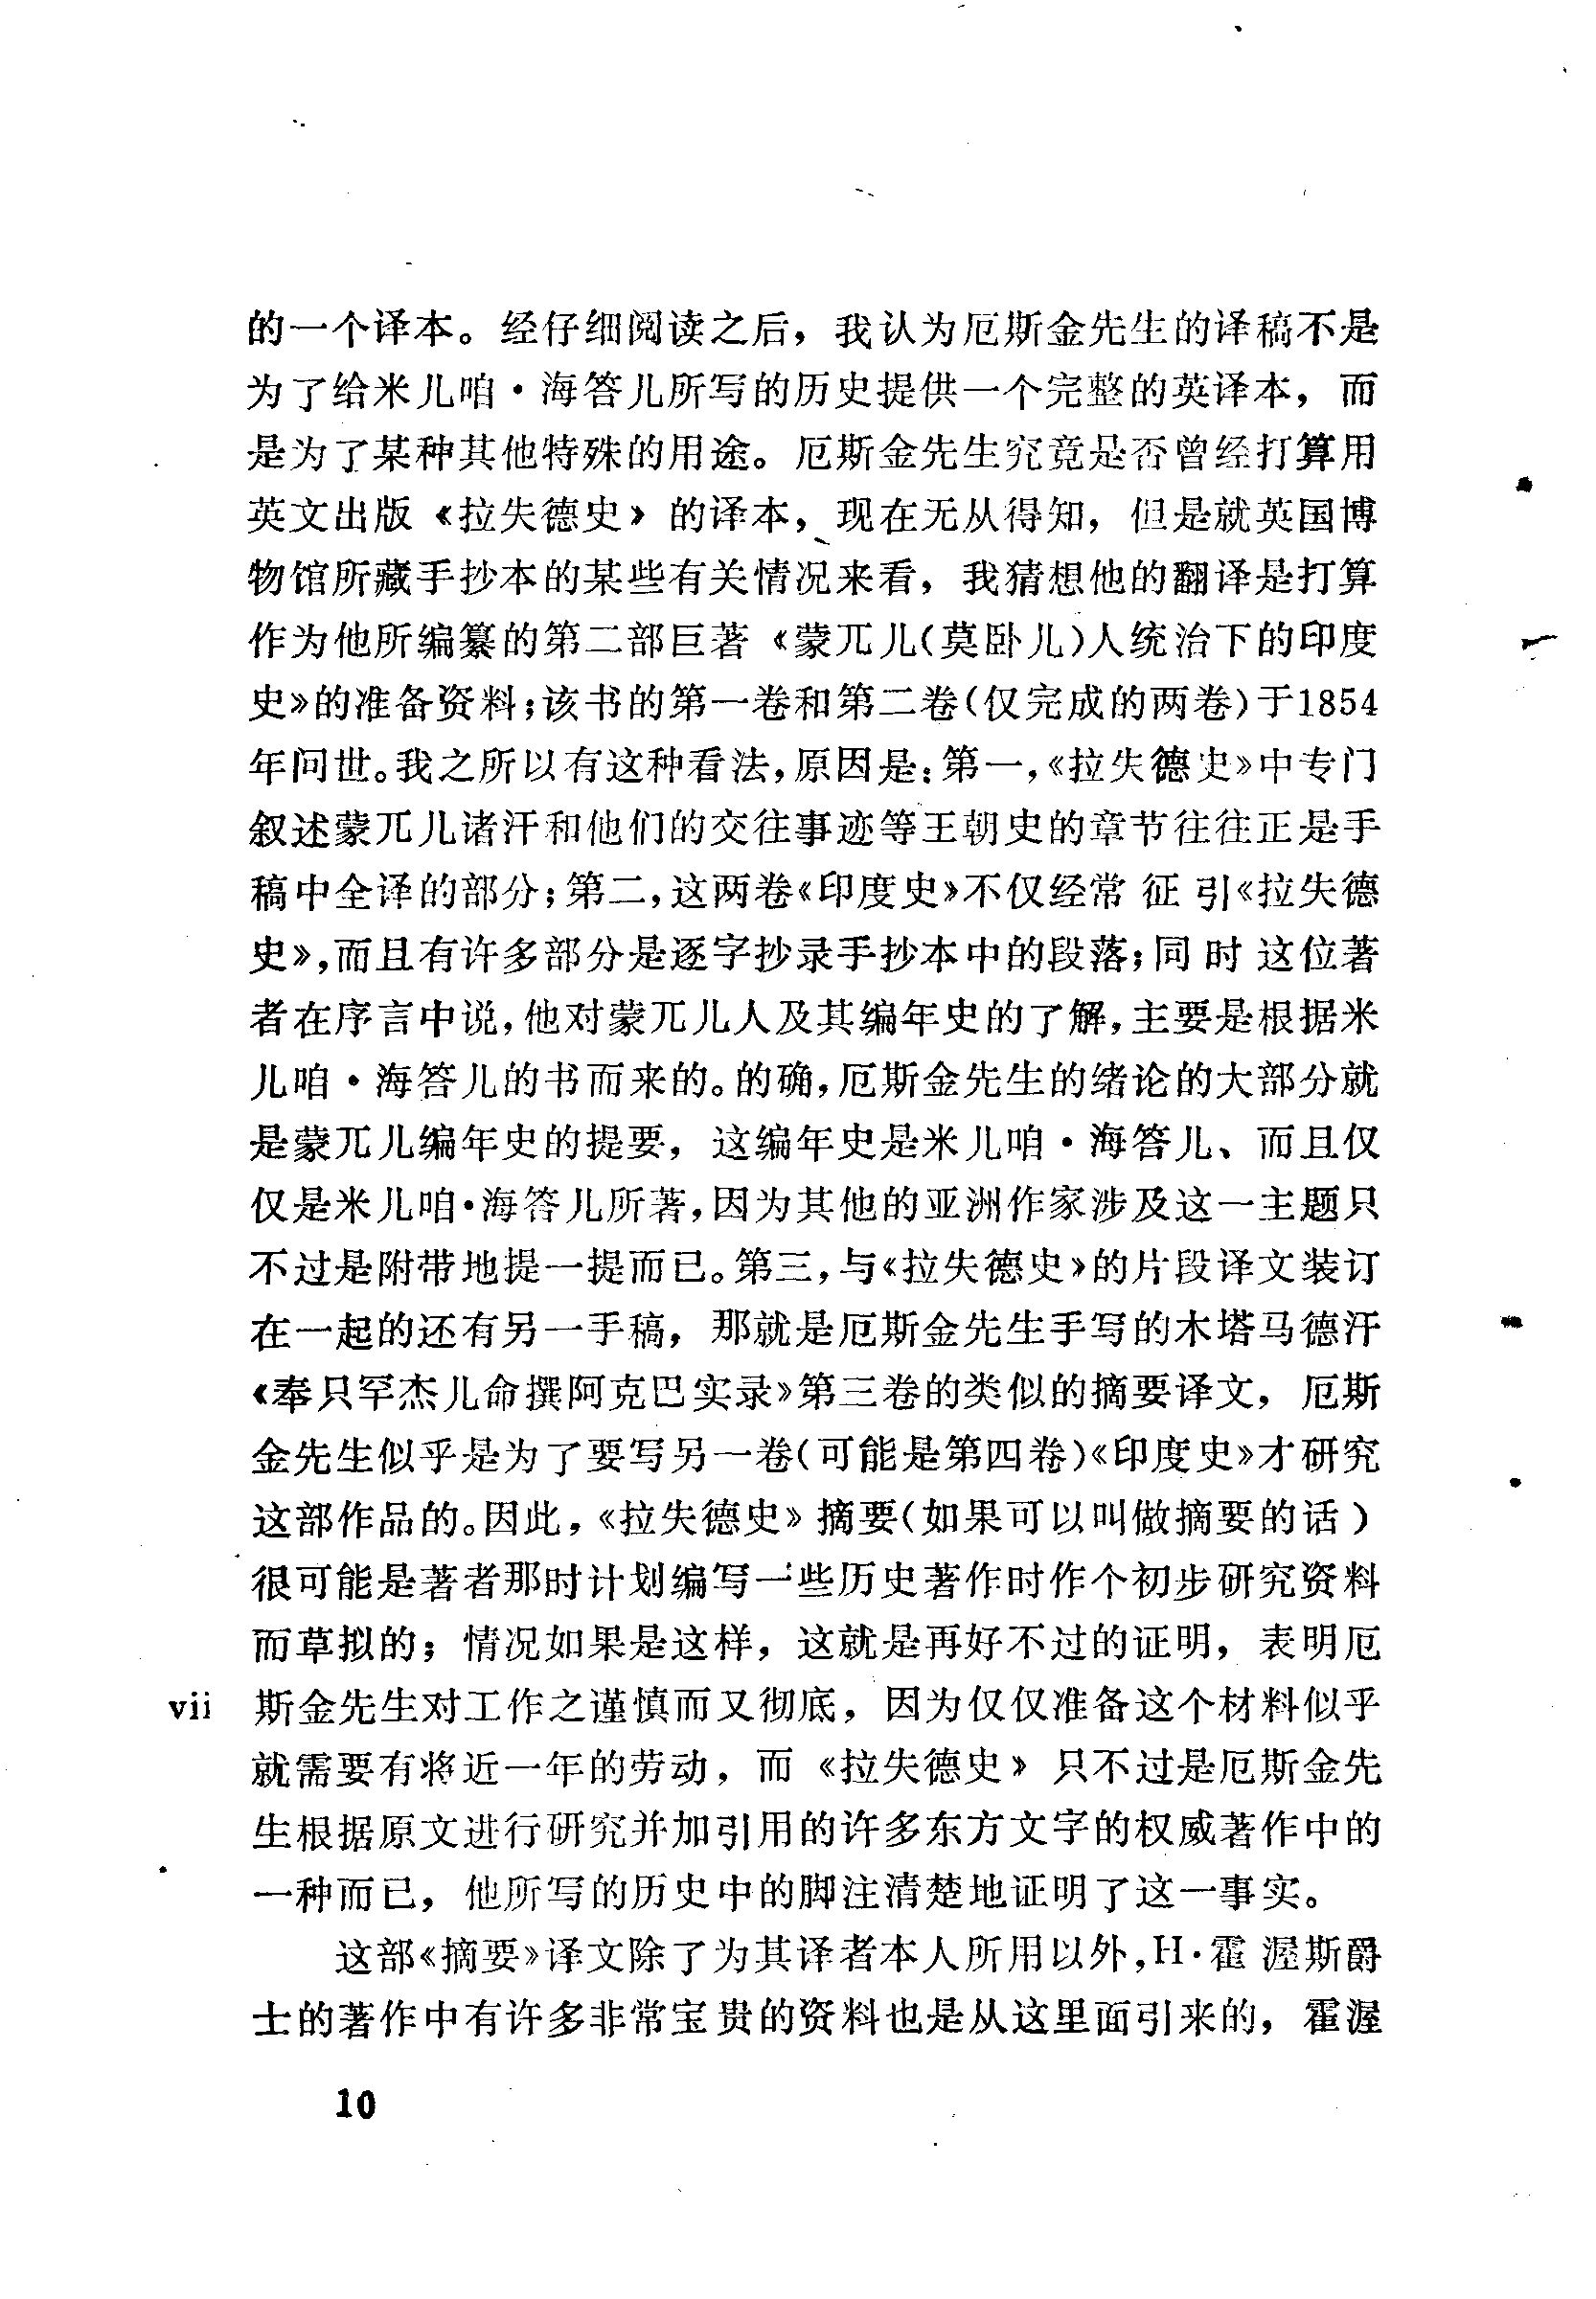 的一个译本。经仔细阅读之后，我认为厄斯金先生的译稿不是
为了给米儿咱·海答儿所写的历史提供一个完整的英译本，而
是为了某种其他特殊的用途。厄斯金先生究竟是否曾经打算用
英文出版《拉失德史》的译本，现在无从得知，但是就英国博
物馆所藏手抄本的某些有关情况来看，我猜想他的翻译是打算
作为他所编纂的第二部巨著《蒙兀儿(莫卧儿)人统治下的印度
史》的准备资料；该书的第一卷和第二卷(仅完成的两卷)于1854
年问世。我之所以有这种看法，原因是：第一，《拉失德史》中专门
叙述蒙兀儿诸汗和他们的交往事迹等王朝史的章节往往正是手
稿中全译的部分；第二，这两卷《印度史》不仅经常征引《拉失德
史》，而且有许多部分是逐字抄录手抄本中的段落；同时这位著
者在序言中说，他对蒙兀儿人及其编年史的了解，主要是根据米
儿咱·海答儿的书而来的。的确，厄斯金先生的绪论的大部分就
是蒙兀儿编年史的提要，这编年史是米儿咱·海答儿、而且仅
仅是米儿咱·海答儿所著，因为其他的亚洲作家涉及这一主题只
不过是附带地提一提而已。第三，与《拉失德史》的片段译文装订
在一起的还有另一手稿，那就是厄斯金先生手写的木塔马德汗
《奉只罕杰儿命撰阿克巴实录》第三卷的类似的摘要译文，厄斯
金先生似乎是为了要写另一卷(可能是第四卷)《印度史》才研究
这部作品的。因此，《拉失德史》摘要(如果可以叫做摘要的话)
很可能是著者那时计划编写一些历史著作时作个初步研究资料
而草拟的；情况如果是这样，这就是再好不过的证明，表明厄
vii 斯金先生对工作之谨慎而又彻底，因为仅仅准备这个材料似乎
就需要有将近一年的劳动，而《拉失德史》只不过是厄斯金先
生根据原文进行研究并加引用的许多东方文字的权威著作中的
一种而已，他所写的历史中的脚注清楚地证明了这一事实。
这部《摘要》译文除了为其译者本人所用以外，H·霍渥斯爵
士的著作中有许多非常宝贵的资料也是从这里面引来的，霍渥
10